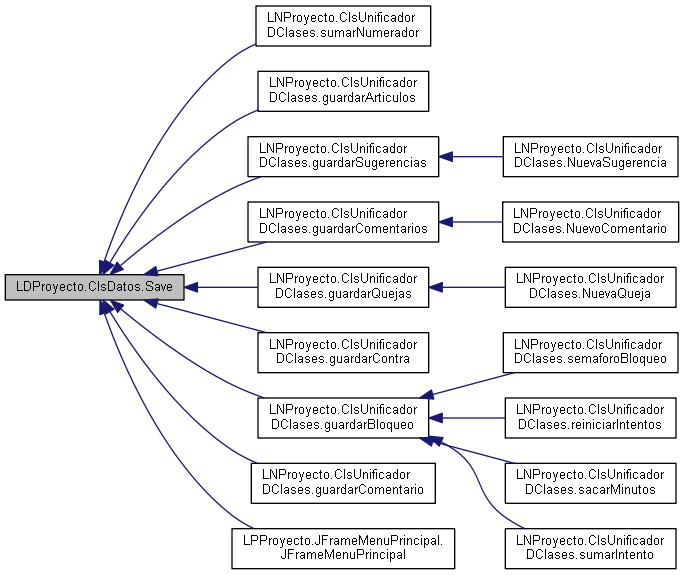 LNProyecto.ClsUnificador
DClases.sumarNumerador
LNProyecto.ClsUnificador
DClases.guardarArticulos
LNProyecto.ClsUnificador
DClases.guardarSugerencias
LNProyecto.ClsUnificador
DClases.NuevaSugerencia
LNProyecto.ClsUnificador
DClases.guardarComentarios
LNProyecto.ClsUnificador
DClases.NuevoComentario
LDProyecto.ClsDatos.Save
LNProyecto.ClsUnificador
DClases.guardarQuejas
LNProyecto.ClsUnificador
DClases.NuevaQueja
LNProyecto.ClsUnificador
DClases.guardarContra
LNProyecto.ClsUnificador
DClases.semaforoBloqueo
LNProyecto.ClsUnificador
DClases.guardarBloqueo
LNProyecto.ClsUnificador
DClases.reiniciarIntentos
LNProyecto.ClsUnificador
DClases.guardarComentario
LNProyecto.ClsUnificador
DClases.sacarMinutos
LPProyecto.JFrameMenuPrincipal.
JFrameMenuPrincipal
LNProyecto.ClsUnificador
DClases.sumarIntento